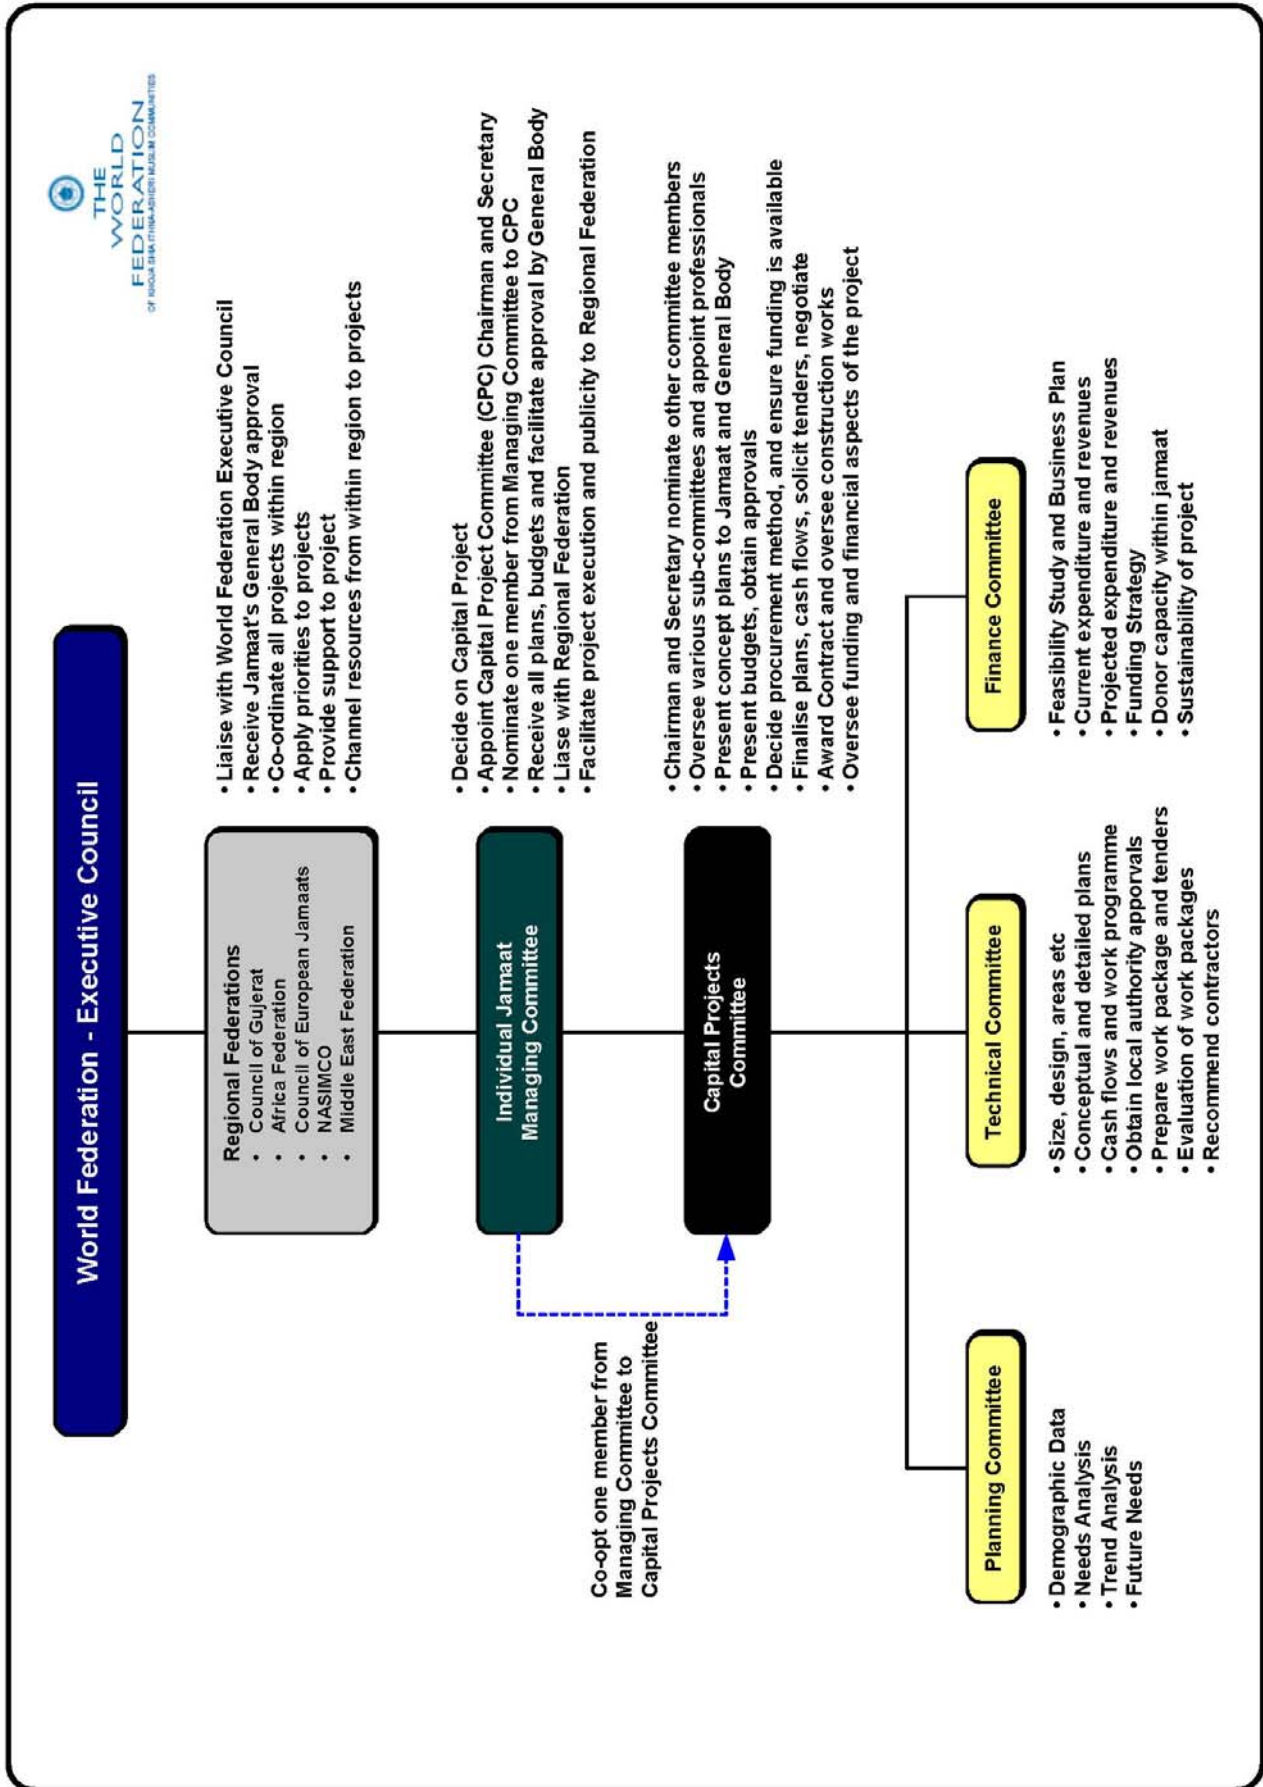 THE
WORLD
FEDERATION
OF KHOJA SHIA ITHNA-ASHERI MUSLIM COMMUNITIES
World Federation - Executive Council
Regional Federations
• Council of Gujerat
• Africa Federation
• Council of European Jamaats
• NASIMCO
• Middle East Federation
• Liaise with World Federation Executive Council
• Receive Jamaat's General Body approval
• Co-ordinate all projects within region
• Apply priorities to projects
• Provide support to project
• Channel resources from within region to projects
Individual Jamaat
Managing Committee
• Decide on Capital Project
• Appoint Capital Project Committee (CPC) Chairman and Secretary
• Nominate one member from Managing Committee to CPC
• Receive all plans, budgets and facilitate approval by General Body
• Liase with Regional Federation
• Facilitate project execution and publicity to Regional Federation
Co-opt one member from
Managing Committee to
Capital Projects Committee
Capital Projects
Committee
• Chairman and Secretary nominate other committee members
• Oversee various sub-committees and appoint professionals
• Present concept plans to Jamaat and General Body
• Present budgets, obtain approvals
• Decide procurement method, and ensure funding is available
• Finalise plans, cash flows, solicit tenders, negotiate
• Award Contract and oversee construction works
• Oversee funding and financial aspects of the project
Planning Committee
• Demographic Data
• Needs Analysis
• Trend Analysis
• Future Needs
Technical Committee
• Size, design, areas etc
• Conceptual and detailed plans
• Cash flows and work programme
• Obtain local authority apporvals
• Prepare work package and tenders
• Evaluation of work packages
• Recommend contractors
Finance Committee
• Feasibility Study and Business Plan
• Current expenditure and revenues
• Projected expenditure and revenues
• Funding Strategy
• Donor capacity within jamaat
• Sustainability of project